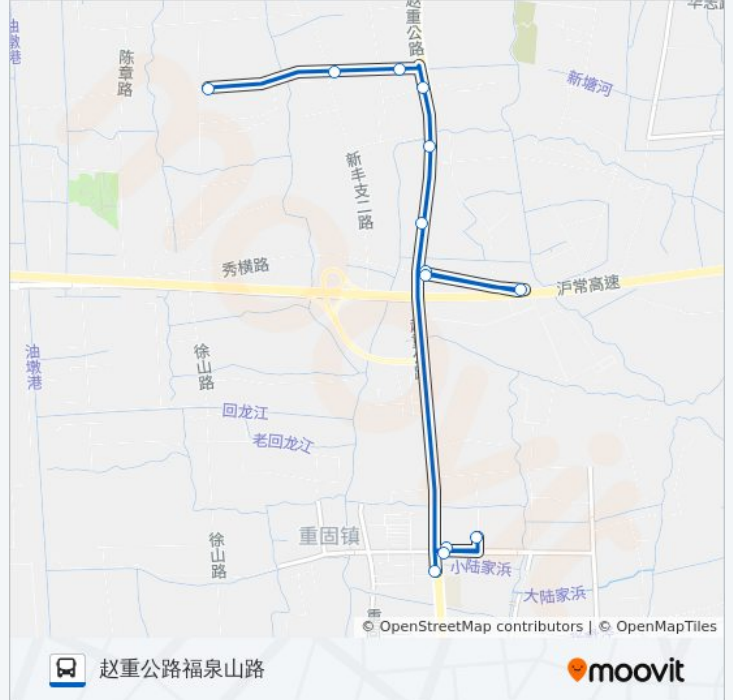 赵重公路
华志路
油墩港
陈章路
新塘河
新丰支二路
秀横路
沪常高速
油墩港
徐山路
回龙江
老回龙江
徐山路
重固镇
小陆家浜
大陆家浜
© OpenStreetMap contributors | © OpenMapTiles
赵重公路福泉山路
moovit